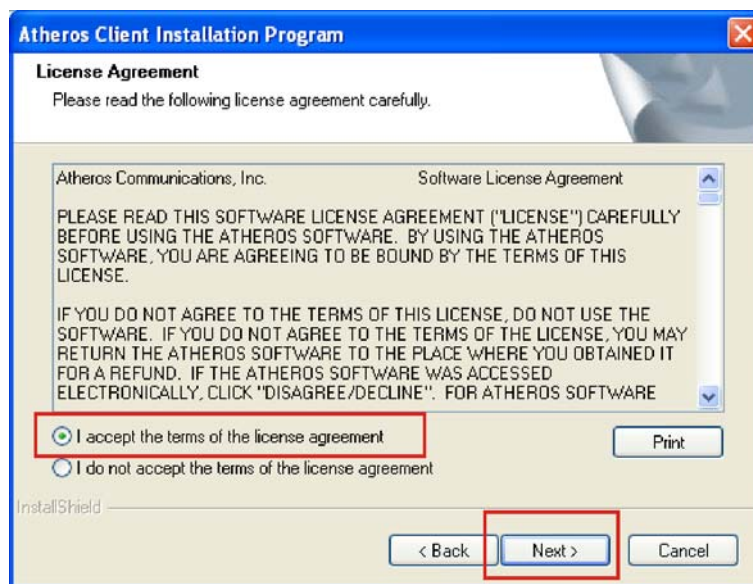 Atheros Client Installation Program
License Agreement
Please read the following license agreement carefully.
Atheros Communications, Inc. Software License Agreement
PLEASE READ THIS SOFTWARE LICENSE AGREEMENT ("LICENSE") CAREFULLY
BEFORE USING THE ATHEROS SOFTWARE. BY USING THE ATHEROS
SOFTWARE, YOU ARE AGREEING TO BE BOUND BY THE TERMS OF THIS
LICENSE.
IF YOU DO NOT AGREE TO THE TERMS OF THIS LICENSE, DO NOT USE THE
SOFTWARE. IF YOU DO NOT AGREE TO THE TERMS OF THE LICENSE, YOU MAY
RETURN THE ATHEROS SOFTWARE TO THE PLACE WHERE YOU OBTAINED IT
FOR A REFUND. IF THE ATHEROS SOFTWARE WAS ACCESSED
ELECTRONICALLY, CLICK "DISAGREE/DECLINE". FOR ATHEROS SOFTWARE
I accept the terms of the license agreement
Print
I do not accept the terms of the license agreement
InstallShield
< Back Next > Cancel